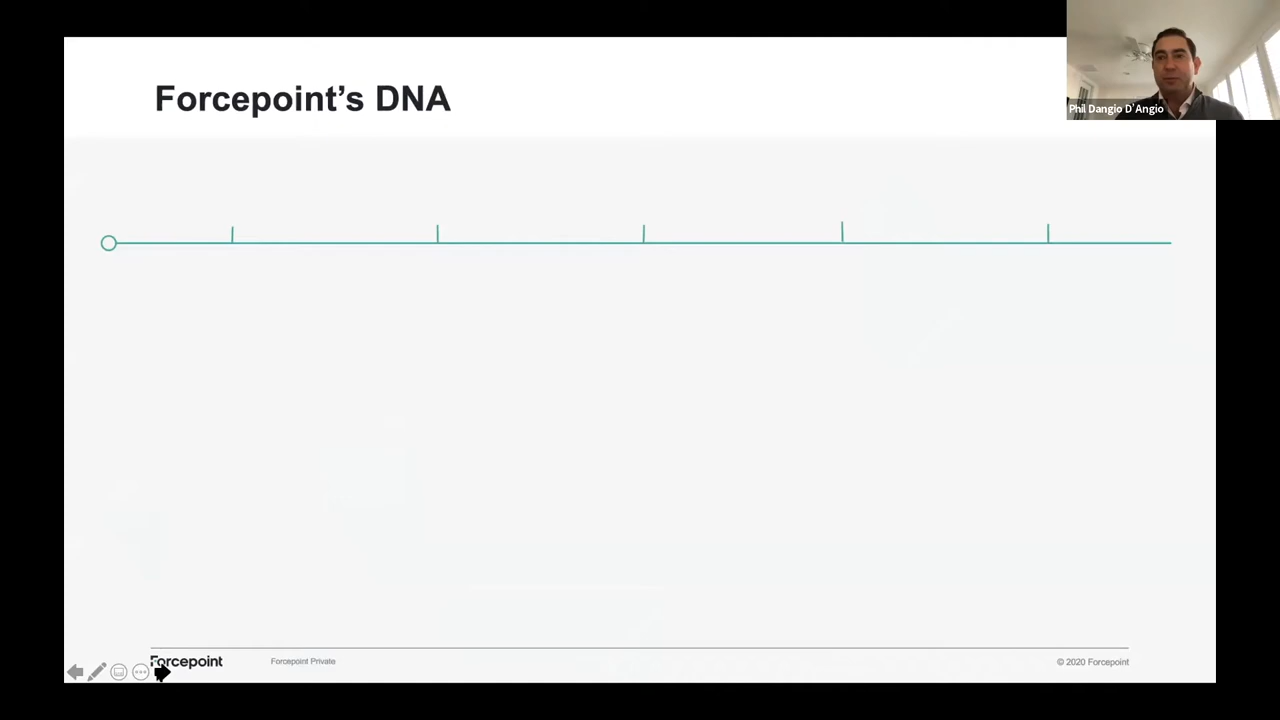 Forcepoint's DNA
Phil Dangio D'Angio
Forcepoint
Forcepoint Private
© 2020 Forcepoint